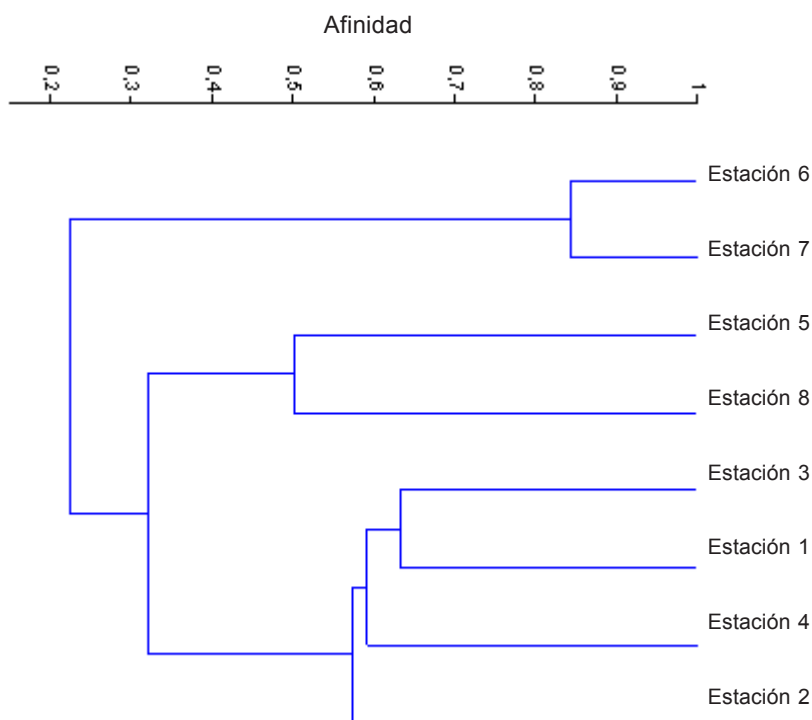 Afinidad
0,2 0,3 0,4 0,5 0,6 0,7 0,8 0,9 1
Estación 6
Estación 7
Estación 5
Estación 8
Estación 3
Estación 1
Estación 4
Estación 2